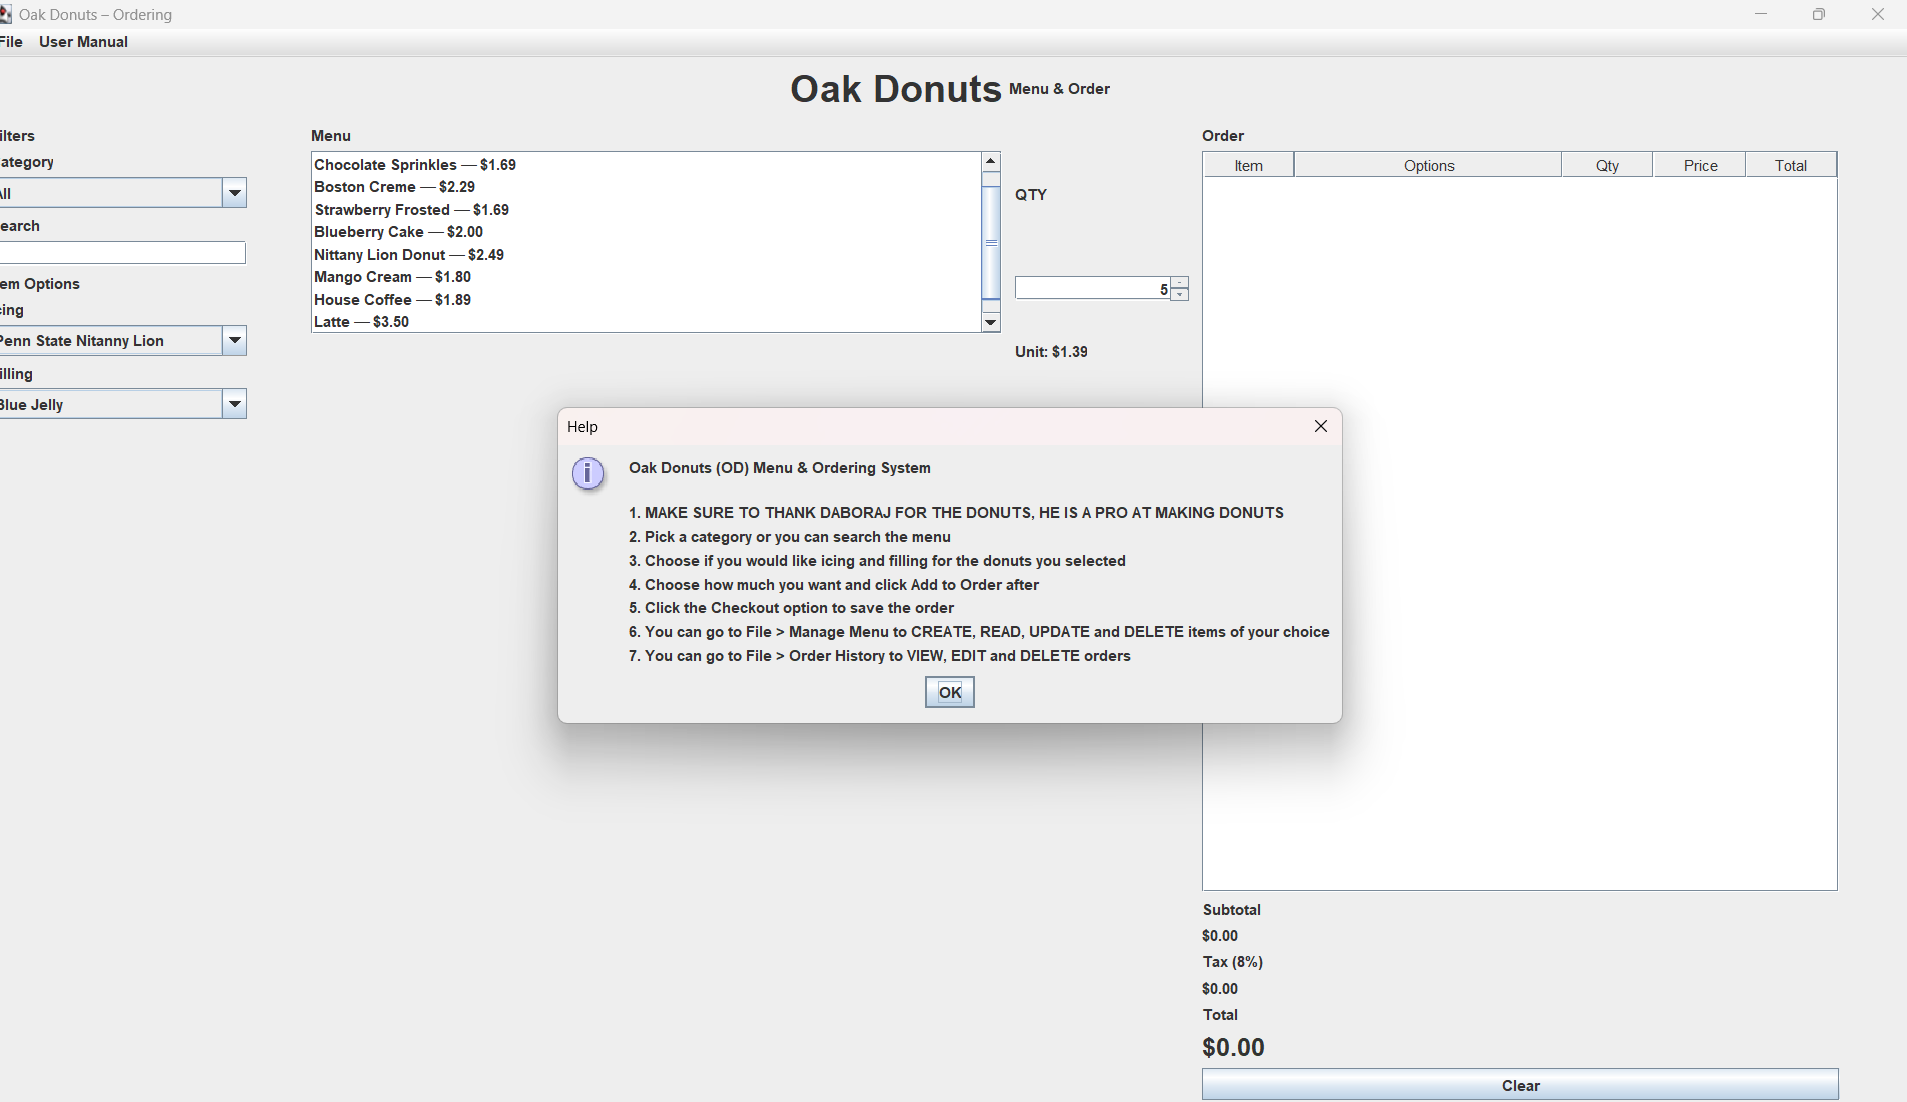 Oak Donuts – Ordering
File User Manual
Oak Donuts Menu & Order
ilters
ategory
All
earch
em Options
cing
Penn State Nitanny Lion
illing
Blue Jelly
Menu
Chocolate Sprinkles — $1.69
Boston Creme — $2.29
Strawberry Frosted — $1.69
Blueberry Cake — $2.00
Nittany Lion Donut — $2.49
Mango Cream — $1.80
House Coffee — $1.89
Latte — $3.50
QTY
5
Unit: $1.39
Order
Item Options Qty Price Total
Help
Oak Donuts (OD) Menu & Ordering System
1. MAKE SURE TO THANK DABORAJ FOR THE DONUTS, HE IS A PRO AT MAKING DONUTS
2. Pick a category or you can search the menu
3. Choose if you would like icing and filling for the donuts you selected
4. Choose how much you want and click Add to Order after
5. Click the Checkout option to save the order
6. You can go to File > Manage Menu to CREATE, READ, UPDATE and DELETE items of your choice
7. You can go to File > Order History to VIEW, EDIT and DELETE orders
OK
Subtotal
$0.00
Tax (8%)
$0.00
Total
$0.00
Clear